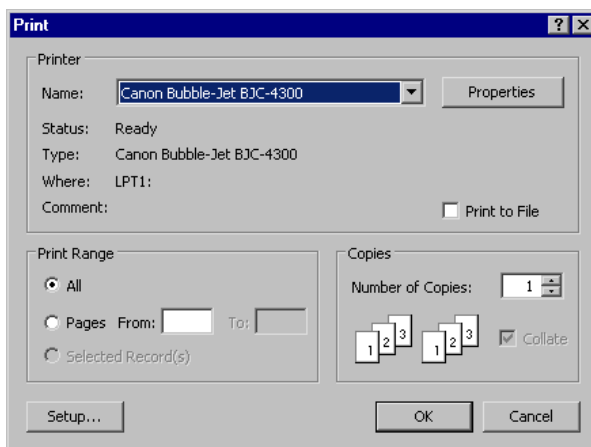 Print
Printer
Name: Canon Bubble-Jet BJC-4300 Properties
Status: Ready
Type: Canon Bubble-Jet BJC-4300
Where: LPT1:
Comment: Print to File
Print Range
All
Pages From: To:
Selected Record(s)
Copies
Number of Copies: 1
1 2 3 1 2 3
Collate
Setup... OK Cancel